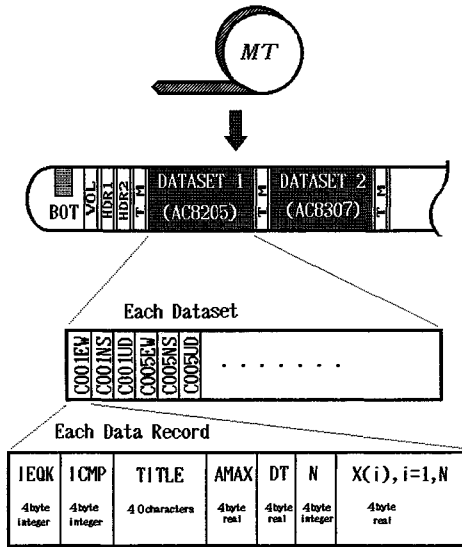 MT
BOT VOL HDR1 HDR2 TM DATASET 1 (AC8205) TM DATASET 2 (AC8307) TM
Each Dataset
C001EW C001NS C001UD C005EW C005NS C005UD .......
Each Data Record
IEQK ICMP TITLE AMAX DT N X(i),i=1,N
4byte integer 4byte integer 40characters 4byte real 4byte real 4byte integer 4byte real